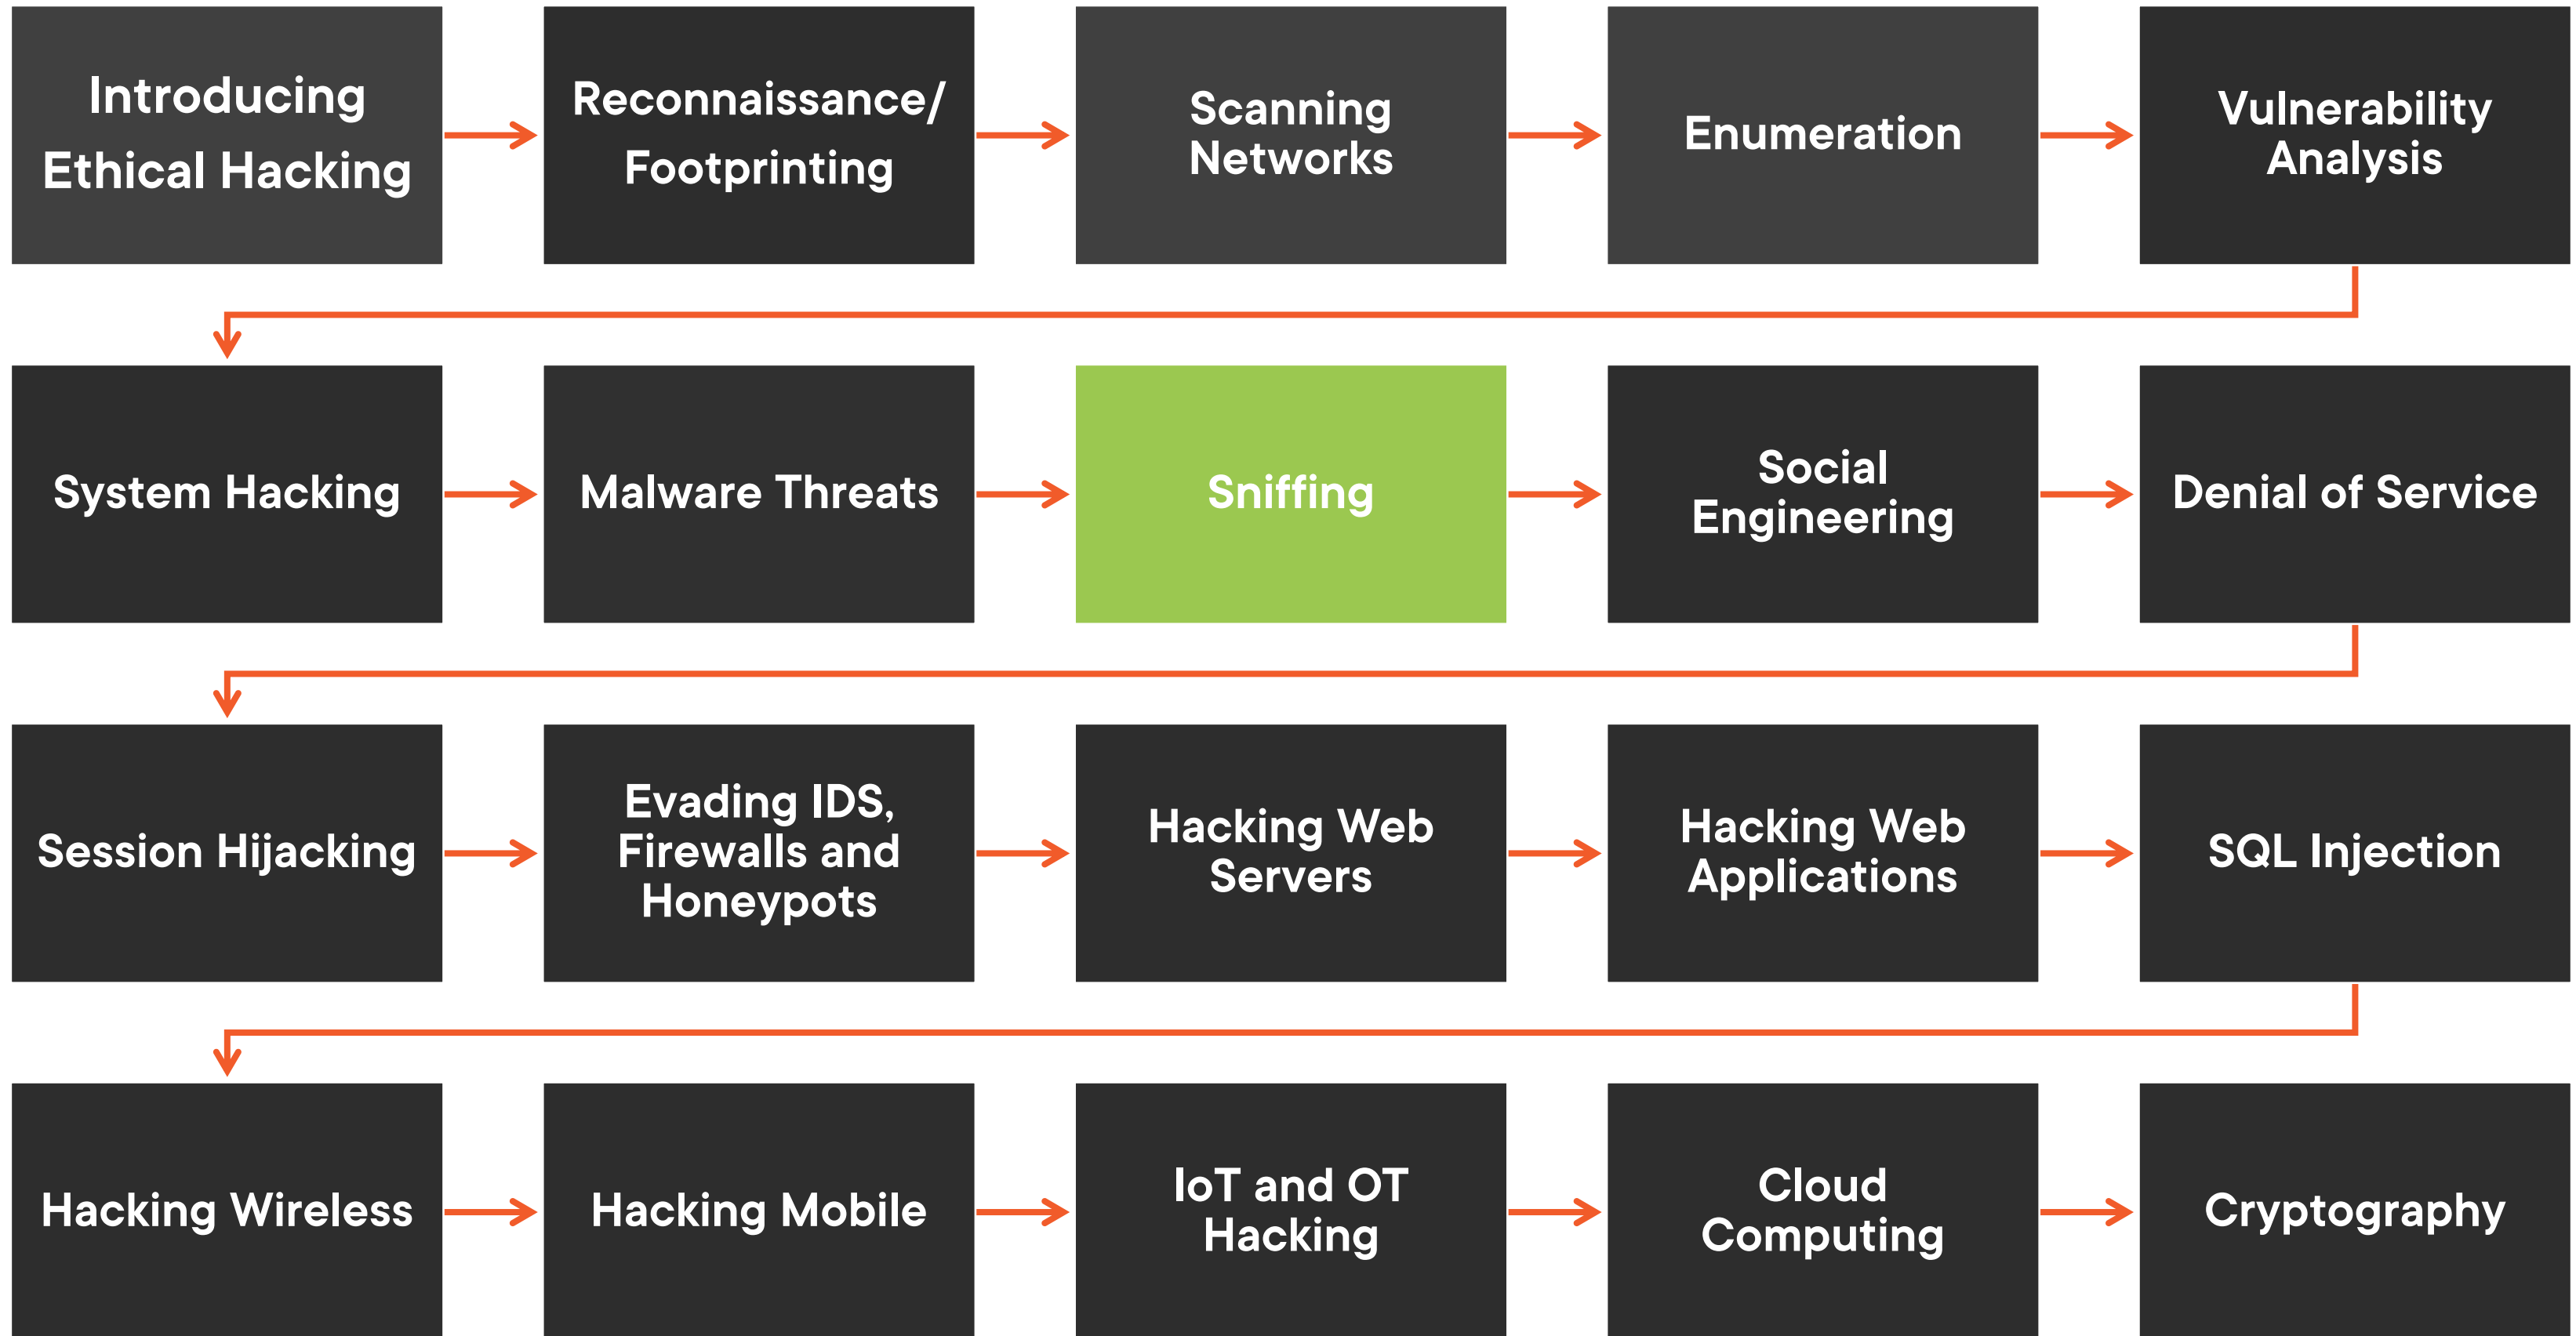 Introducing
Ethical Hacking
Reconnaissance/
Footprinting
Scanning
Networks
Enumeration
Vulnerability
Analysis
System Hacking
Malware Threats
Sniffing
Social
Engineering
Denial of Service
Session Hijacking
Evading IDS,
Firewalls and
Honeypots
Hacking Web
Servers
Hacking Web
Applications
SQL Injection
Hacking Wireless
Hacking Mobile
IoT and OT
Hacking
Cloud
Computing
Cryptography